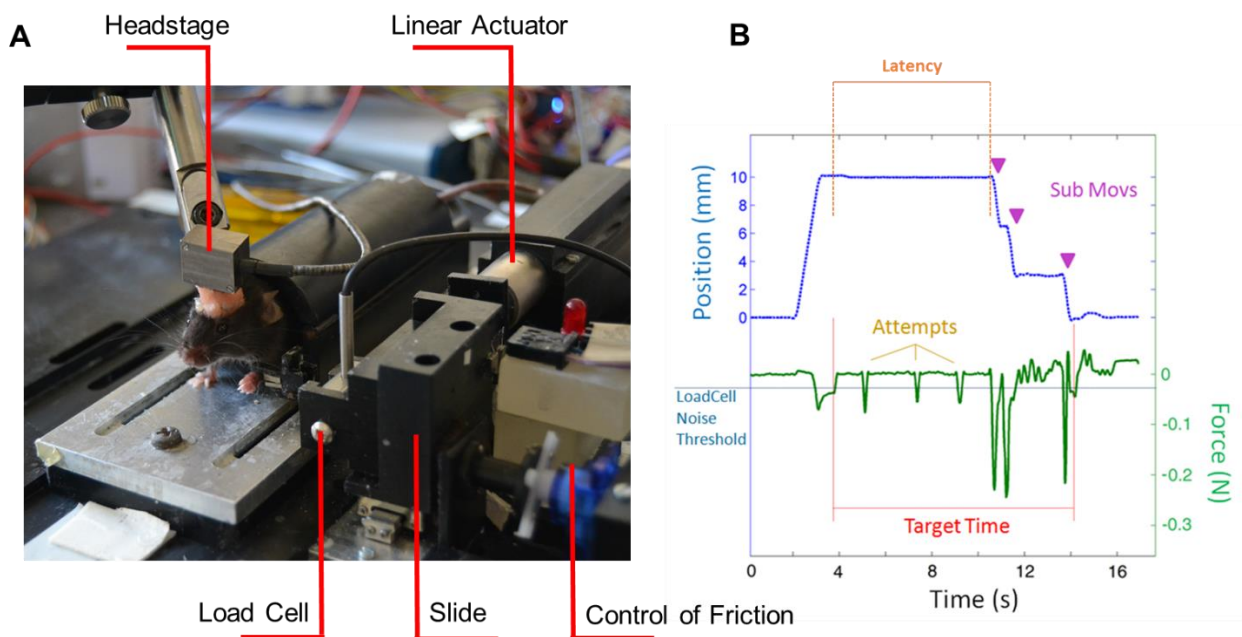 A
Headstage
Linear Actuator
Load Cell
Slide
Control of Friction
B
Latency
Sub Movs
Position (mm)
10
8
6
4
2
0
Attempts
LoadCell
Noise
Threshold
0
-0.1
-0.2
-0.3
Force (N)
Target Time
0
4
8
12
16
Time (s)